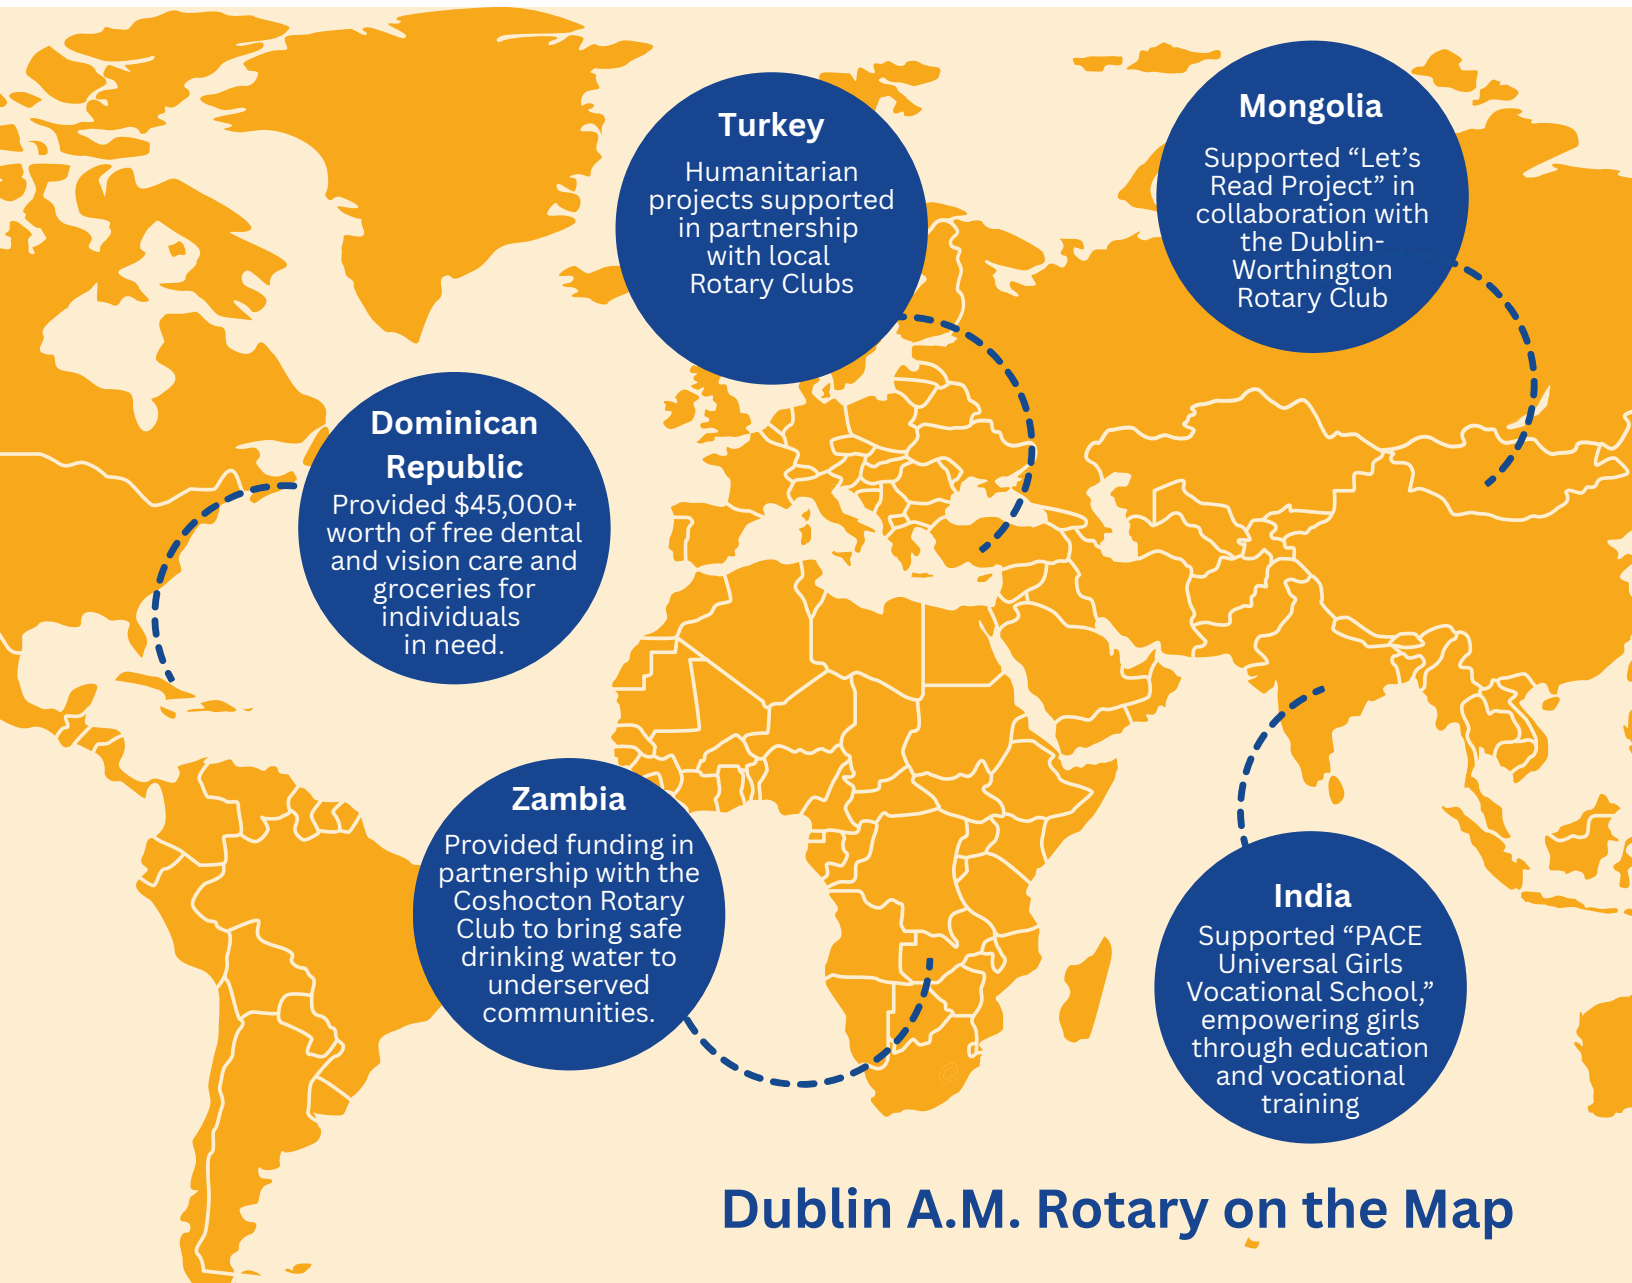 Turkey
Humanitarian
projects supported
in partnership
with local
Rotary Clubs
Mongolia
Supported “Let’s
Read Project” in
collaboration with
the Dublin-
Worthington
Rotary Club
Dominican
Republic
Provided $45,000+
worth of free dental
and vision care and
groceries for
individuals
in need.
Zambia
Provided funding in
partnership with the
Coshocton Rotary
Club to bring safe
drinking water to
underserved
communities.
India
Supported “PACE
Universal Girls
Vocational School,”
empowering girls
through education
and vocational
training
Dublin A.M. Rotary on the Map